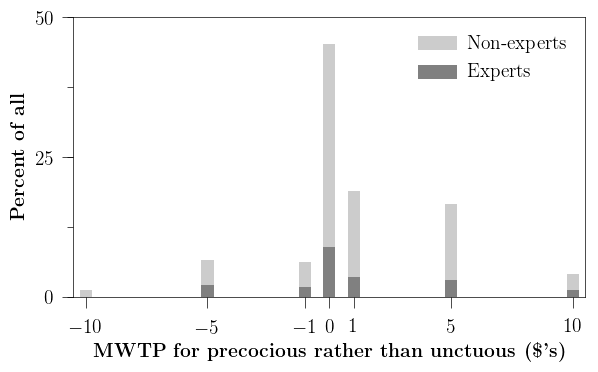 50
25
0
Percent of all
Non-experts
Experts
−10 −5 −1 0 1 5 10
MWTP for precocious rather than unctuous ($'s)